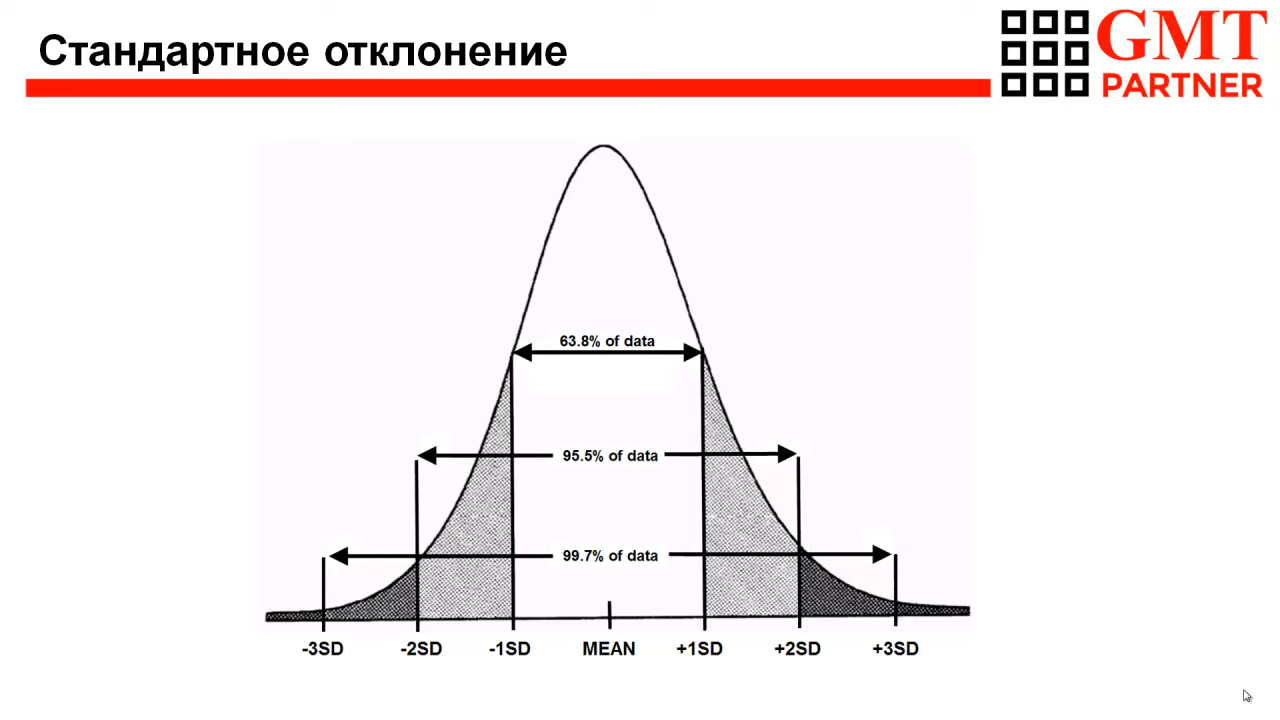 Стандартное отклонение
GMT
PARTNER
63.8% of data
95.5% of data
99.7% of data
-3SD -2SD -1SD MEAN +1SD +2SD +3SD